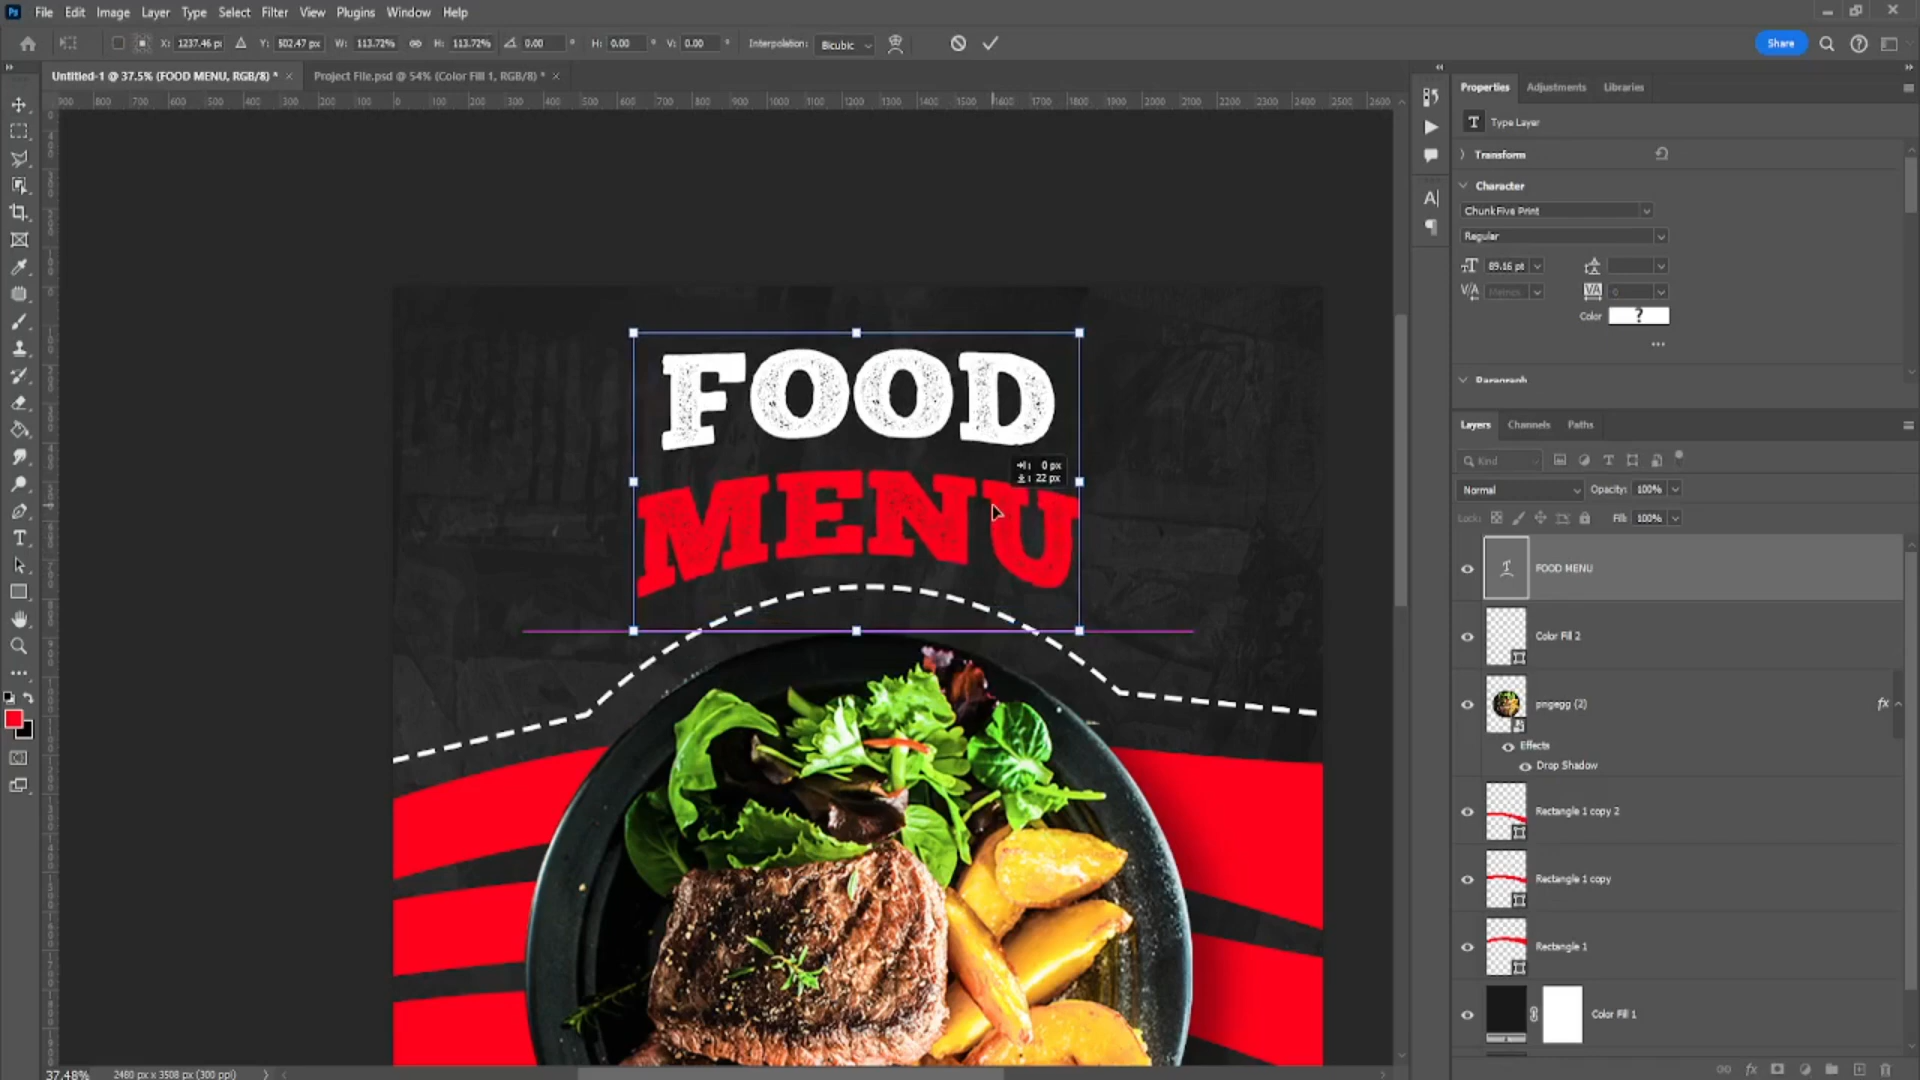 Ps File Edit Image Layer Type Select Filter View Plugins Window Help
X: 1237.46 px Y: 502.47 px W: 113.72% H: 113.72% 0.00 ° H: 0.00 ° V: 0.00 ° Interpolation: Bicubic Share
Untitled-1 @ 37.5% (FOOD MENU, RGB/8) * × Project File.psd @ 54% (Color Fill 1, RGB/8) * ×
900 800 700 600 500 400 300 200 100 0 100 200 300 400 500 600 700 800 900 1000 1100 1200 1300 1400 1500 1600 1700 1800 1900 2000 2100 2200 2300 2400 2500 2600
FOOD
MENU
0 px
22 px
37.48% 2480 px x 3508 px (300 ppi)
Properties Adjustments Libraries
T Type Layer
Transform
Character
ChunkFive Print
Regular
89.16 pt
Metrics 0
Color ?
Paragraph
Layers Channels Paths
Kind
Normal Opacity: 100%
Lock: Fill: 100%
FOOD MENU
Color Fill 2
pngegg (2) fx
Effects
Drop Shadow
Rectangle 1 copy 2
Rectangle 1 copy
Rectangle 1
Color Fill 1
fx